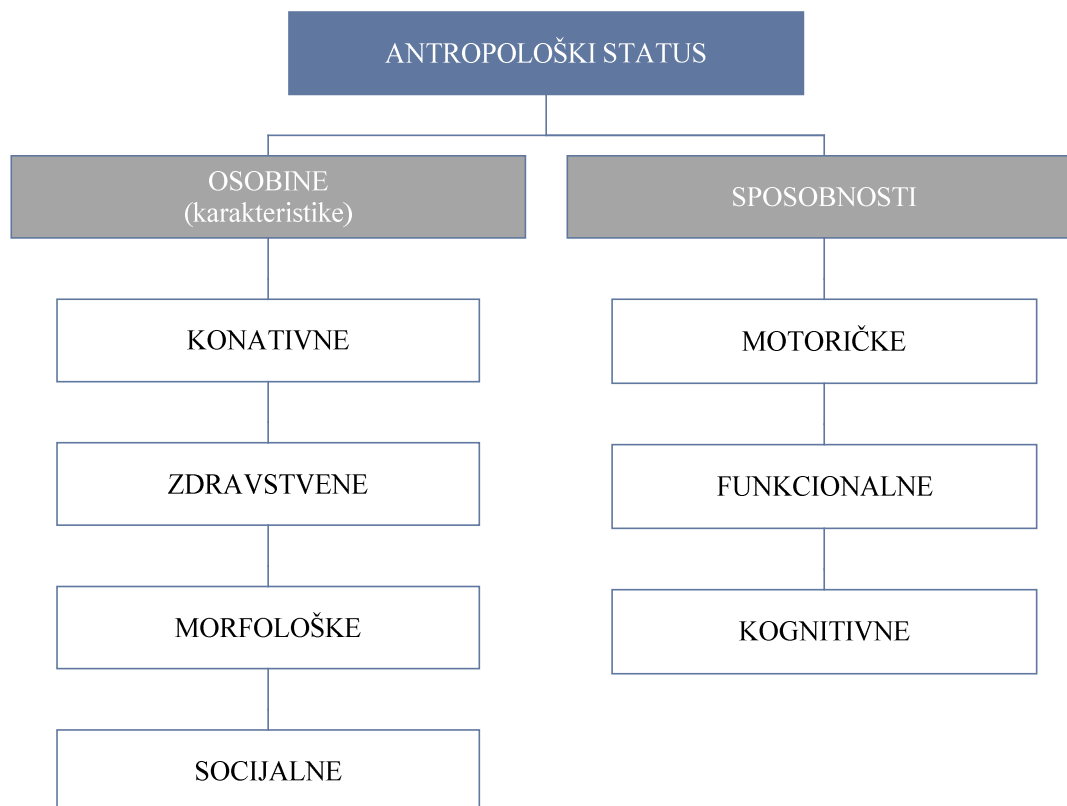 ANTROPOLOŠKI STATUS
OSOBINE
(karakteristike)
KONATIVNE
ZDRAVSTVENE
MORFOLOŠKE
SOCIJALNE
SPOSOBNOSTI
MOTORIČKE
FUNKCIONALNE
KOGNITIVNE